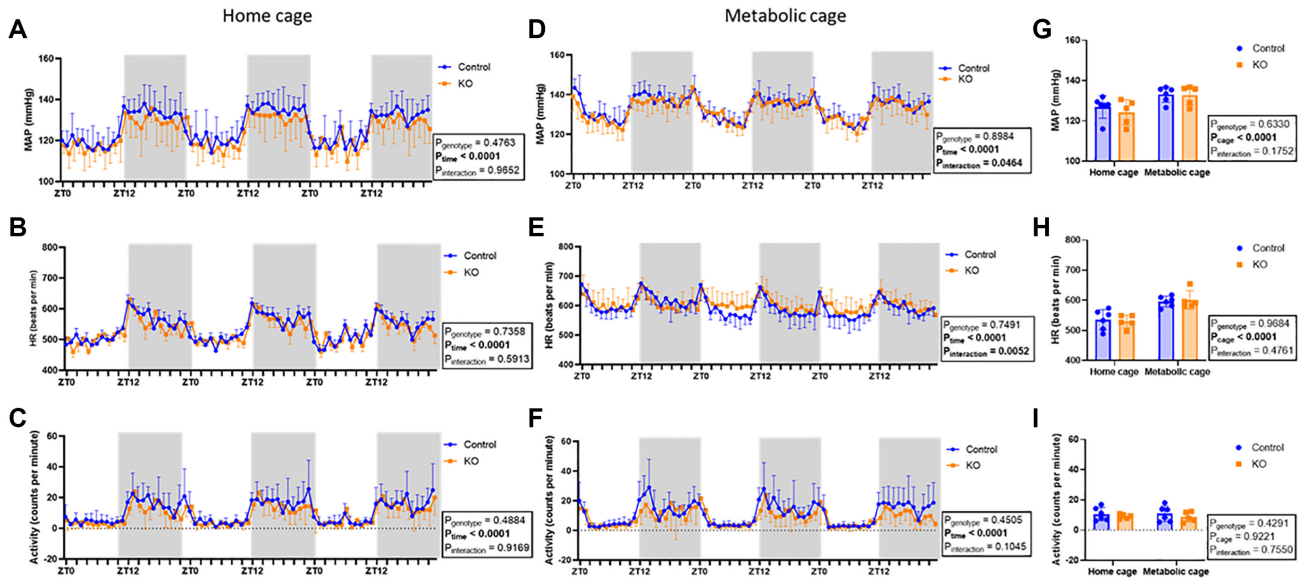 Home cage
Metabolic cage
A
160
140
120
100
MAP (mmHg)
ZT0
ZT12
ZT0
ZT12
ZT0
ZT12
Control
KO
Pgenotype = 0.4763
Ptime < 0.0001
Pinteraction = 0.9652
D
160
140
120
100
MAP (mmHg)
ZT0
ZT12
ZT0
ZT12
ZT0
ZT12
Control
KO
Pgenotype = 0.8984
Ptime < 0.0001
Pinteraction = 0.0464
G
160
140
120
100
MAP (mmHg)
Home cage
Metabolic cage
Control
KO
Pgenotype = 0.6330
Pcage < 0.0001
Pinteraction = 0.1752
B
800
700
600
500
400
HR (beats per min)
ZT0
ZT12
ZT0
ZT12
ZT0
ZT12
Control
KO
Pgenotype = 0.7358
Ptime < 0.0001
Pinteraction = 0.5913
E
800
700
600
500
400
HR (beats per min)
ZT0
ZT12
ZT0
ZT12
ZT0
ZT12
Control
KO
Pgenotype = 0.7491
Ptime < 0.0001
Pinteraction = 0.0052
H
800
700
600
500
400
HR (beats per min)
Home cage
Metabolic cage
Control
KO
Pgenotype = 0.9684
Pcage < 0.0001
Pinteraction = 0.4761
C
60
40
20
0
-20
Activity (counts per minute)
ZT0
ZT12
ZT0
ZT12
ZT0
ZT12
Control
KO
Pgenotype = 0.4884
Ptime < 0.0001
Pinteraction = 0.9169
F
60
40
20
0
-20
Activity (counts per minute)
ZT0
ZT12
ZT0
ZT12
ZT0
ZT12
Control
KO
Pgenotype = 0.4505
Ptime < 0.0001
Pinteraction = 0.1045
I
60
40
20
0
-20
Activity (counts per minute)
Home cage
Metabolic cage
Control
KO
Pgenotype = 0.4291
Pcage = 0.9221
Pinteraction = 0.7550